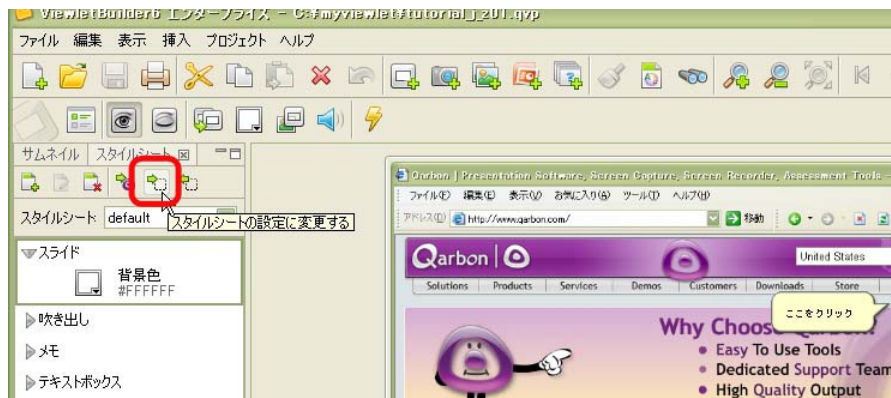 ViewletBuilder6 エンタープライズ - C:¥myviewlet¥tutorial_j_201.qvp
ファイル 編集 表示 挿入 プロジェクト ヘルプ
サムネイル スタイルシート
スタイルシート default
スタイルシートの設定に変更する
スライド
背景色
#FFFFFF
吹き出し
メモ
テキストボックス
Qarbon | Presentation Software, Screen Capture, Screen Recorder, Assessment Tools -
ファイル(F) 編集(E) 表示(V) お気に入り(A) ツール(T) ヘルプ(H)
アドレス(D) http://www.qarbon.com/ 移動
Qarbon
United States
Solutions Products Services Demos Customers Downloads Store
ここをクリック
Why Choose
Easy To Use Tools
Dedicated Support Team
High Quality Output